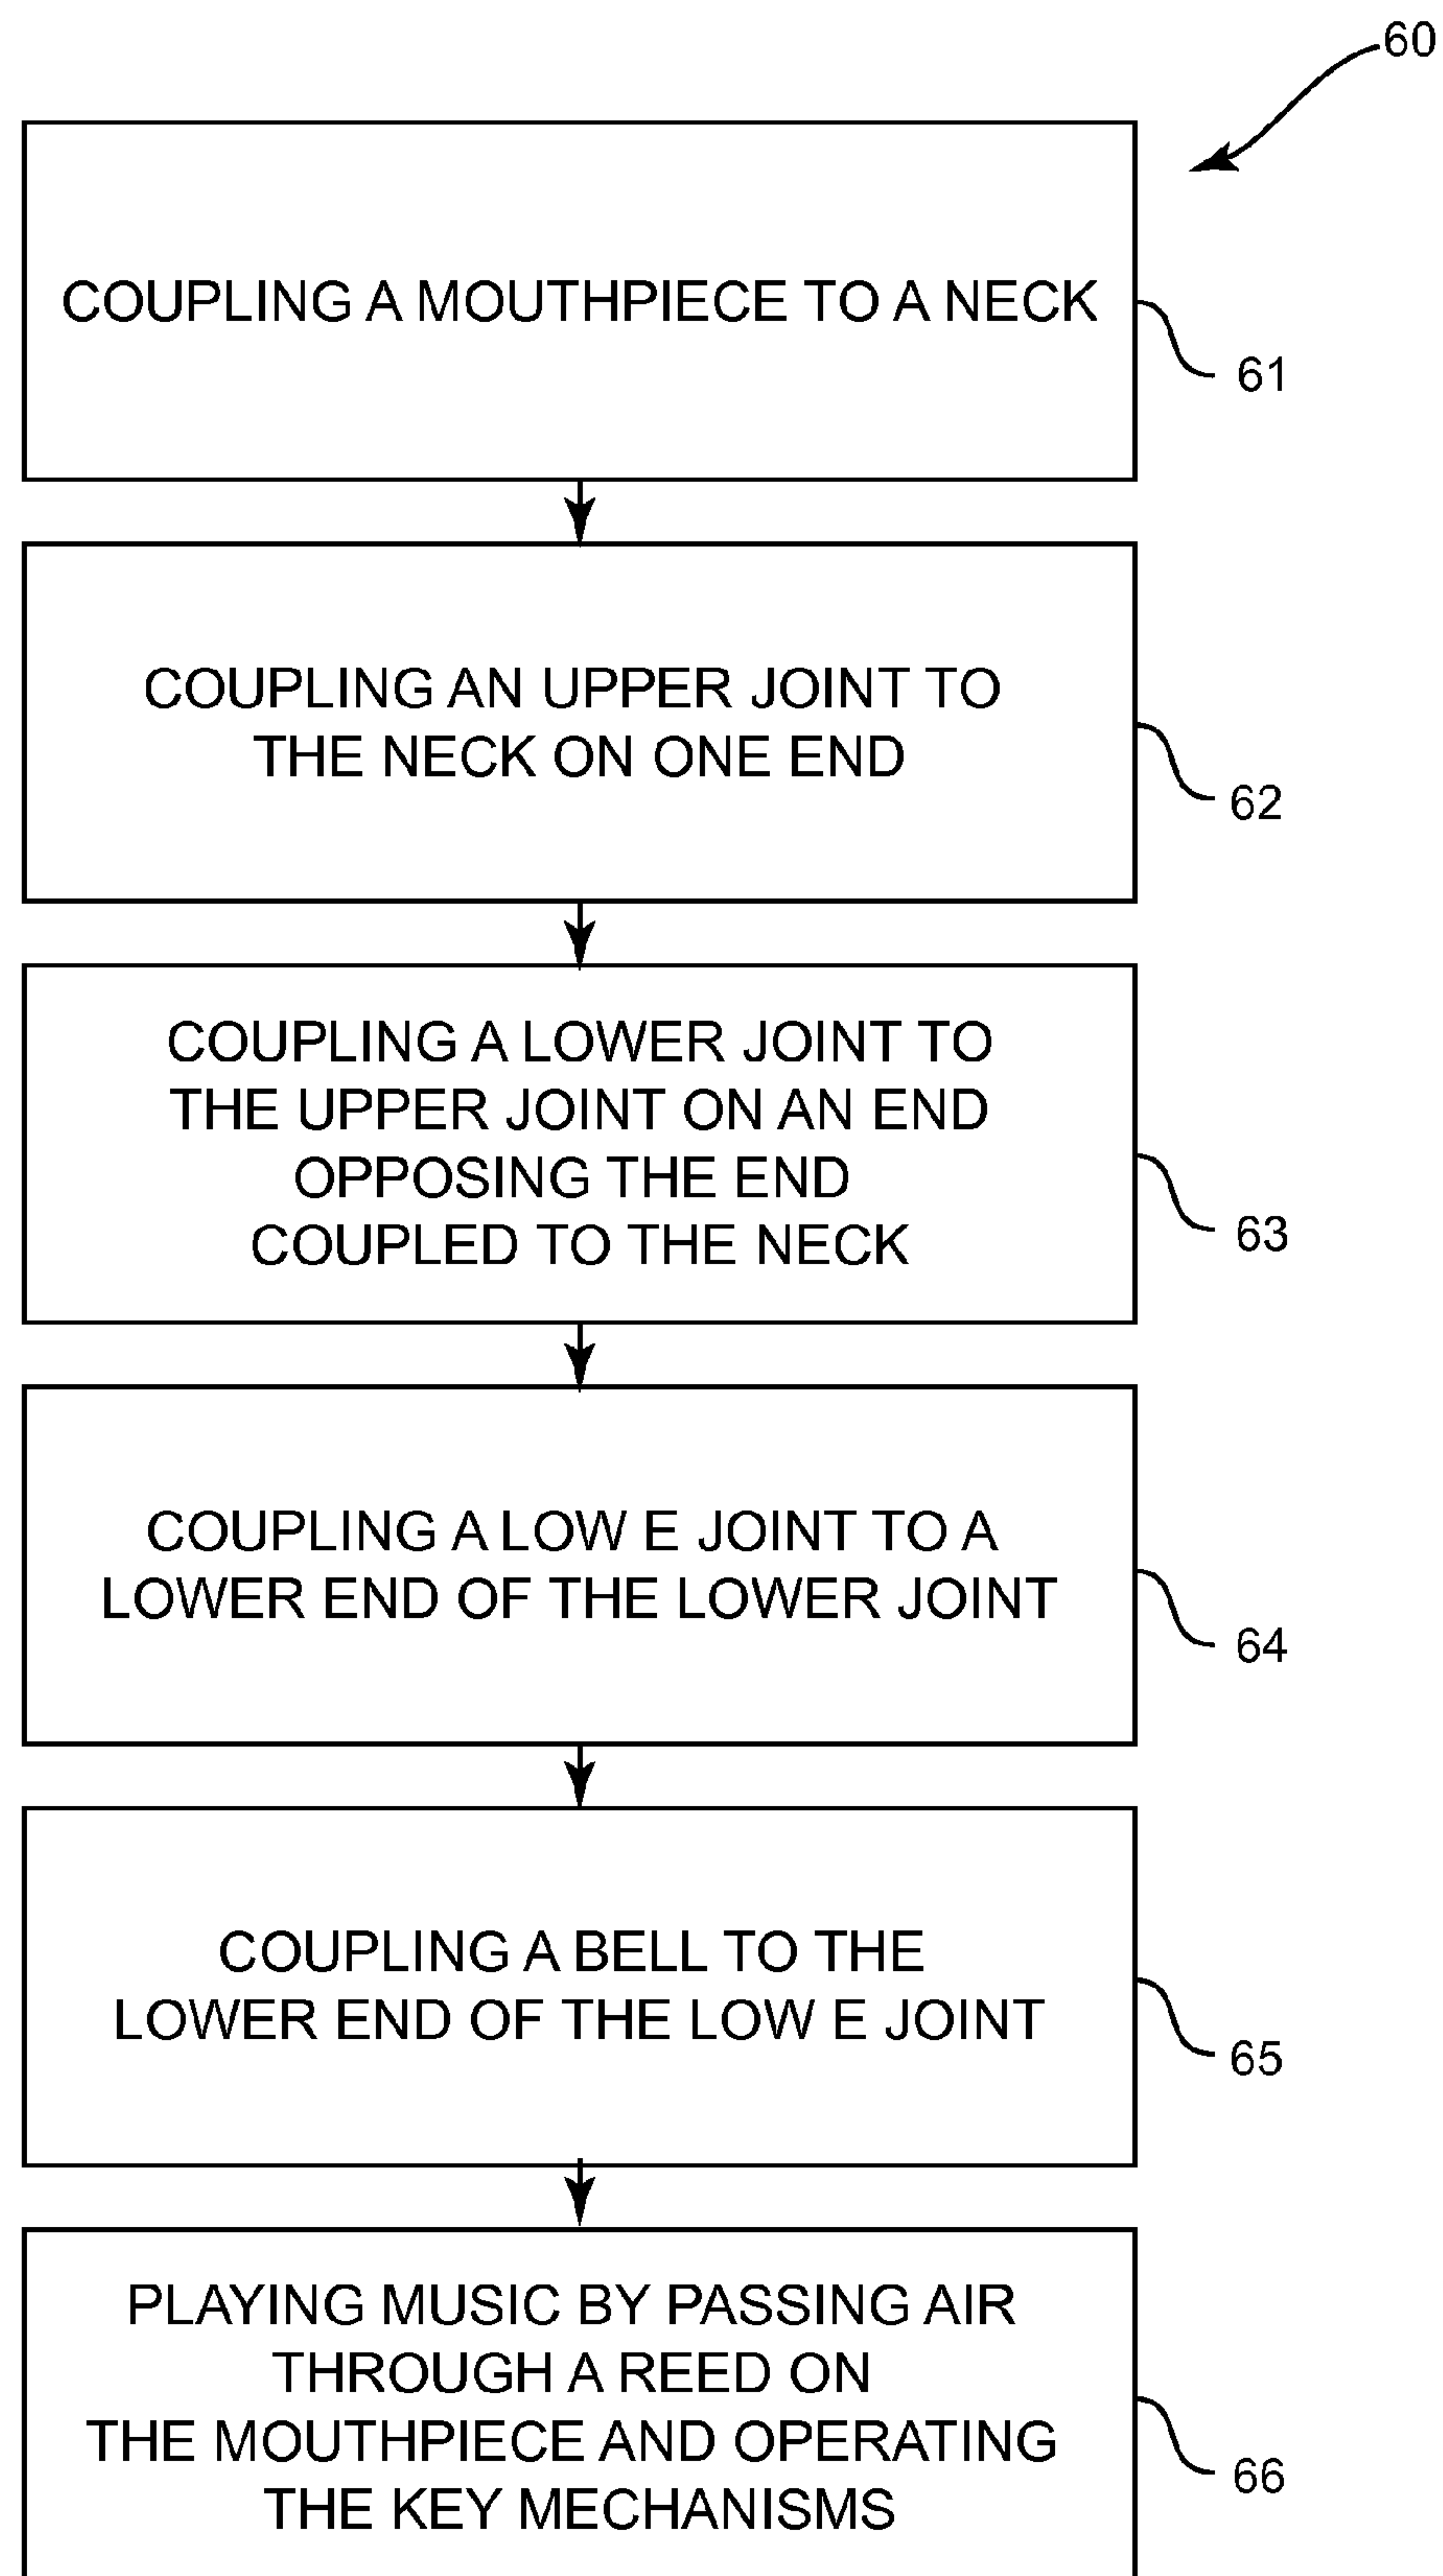 60
COUPLING A MOUTHPIECE TO A NECK
61
COUPLING AN UPPER JOINT TO
THE NECK ON ONE END
62
COUPLING A LOWER JOINT TO
THE UPPER JOINT ON AN END
OPPOSING THE END
COUPLED TO THE NECK
63
COUPLING A LOW E JOINT TO A
LOWER END OF THE LOWER JOINT
64
COUPLING A BELL TO THE
LOWER END OF THE LOW E JOINT
65
PLAYING MUSIC BY PASSING AIR
THROUGH A REED ON
THE MOUTHPIECE AND OPERATING
THE KEY MECHANISMS
66